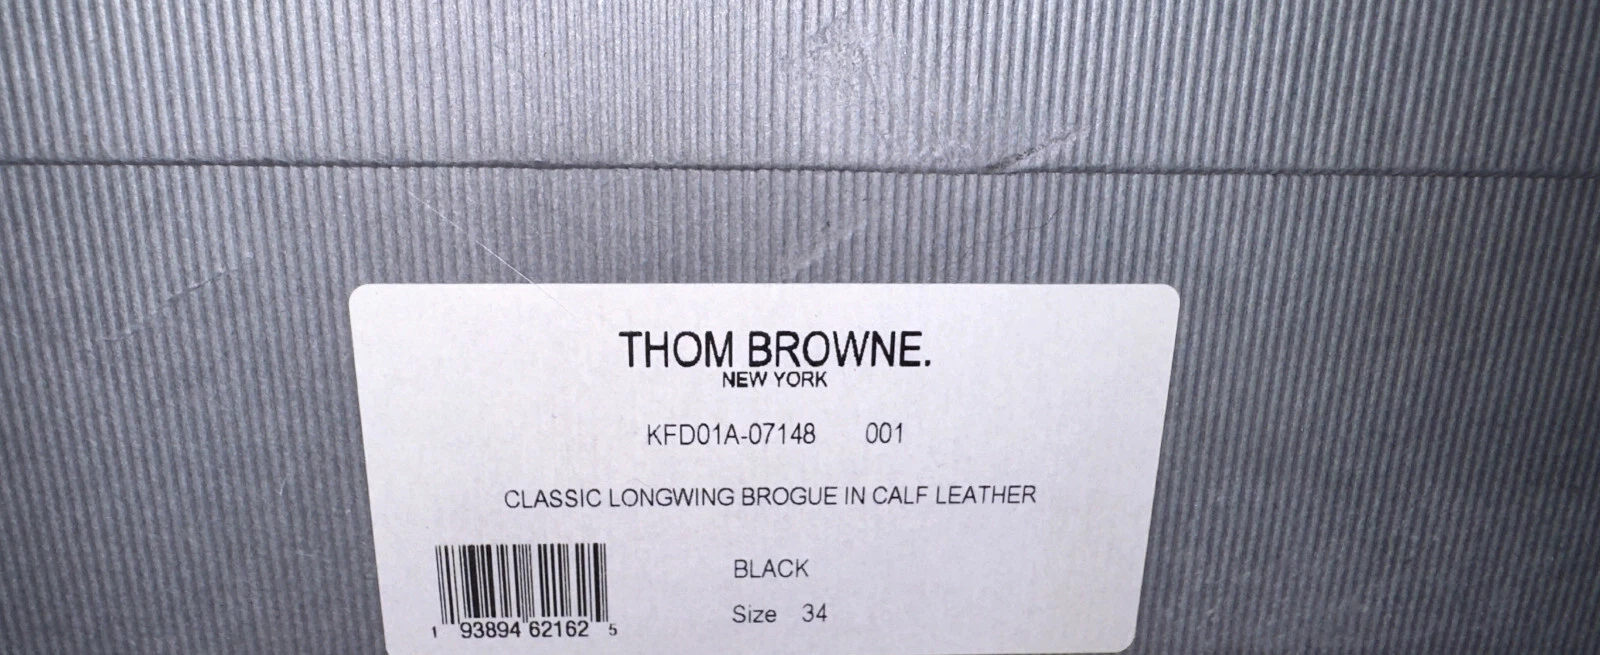 THOM BROWNE.
NEW YORK
KFD01A-07148 001
CLASSIC LONGWING BROGUE IN CALF LEATHER
BLACK
Size 34
1 93894 62162 5